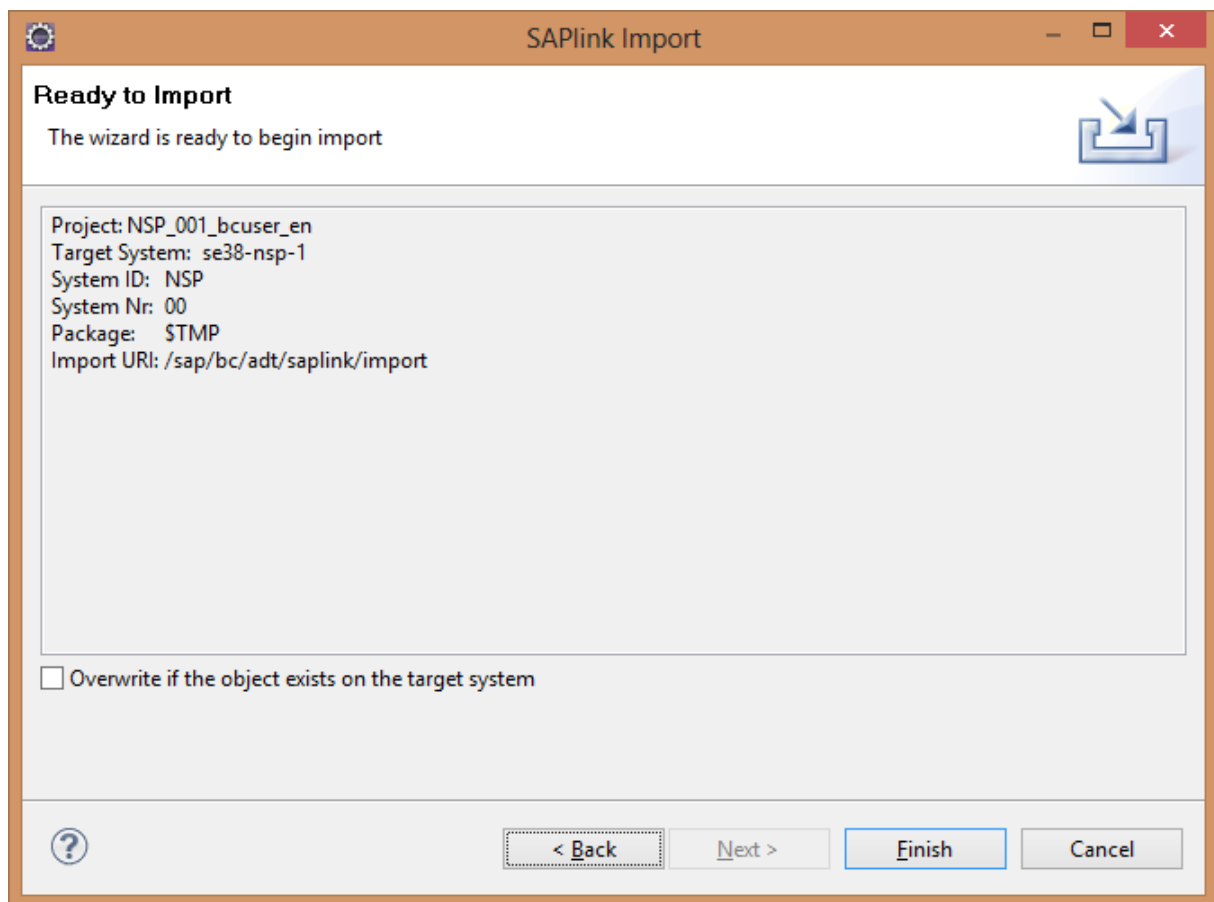 SAPlink Import
Ready to Import
The wizard is ready to begin import
Project: NSP_001_bcuser_en
Target System: se38-nsp-1
System ID: NSP
System Nr: 00
Package: $TMP
Import URI: /sap/bc/adt/saplink/import
Overwrite if the object exists on the target system
< Back Next > Finish Cancel